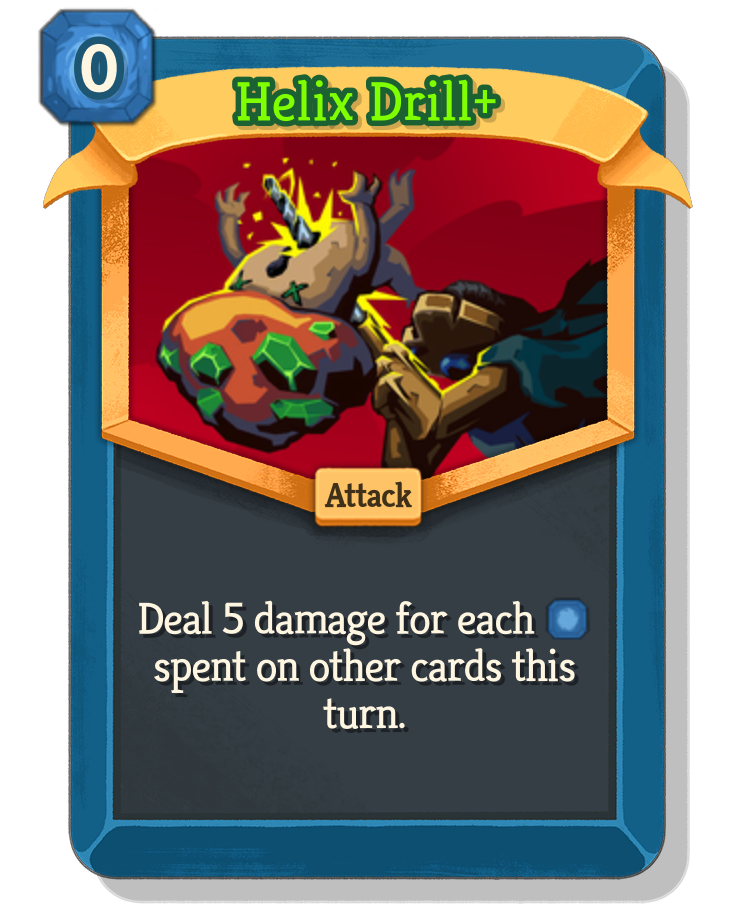 0
Helix Drill+
Attack
Deal 5 damage for each
spent on other cards this
turn.